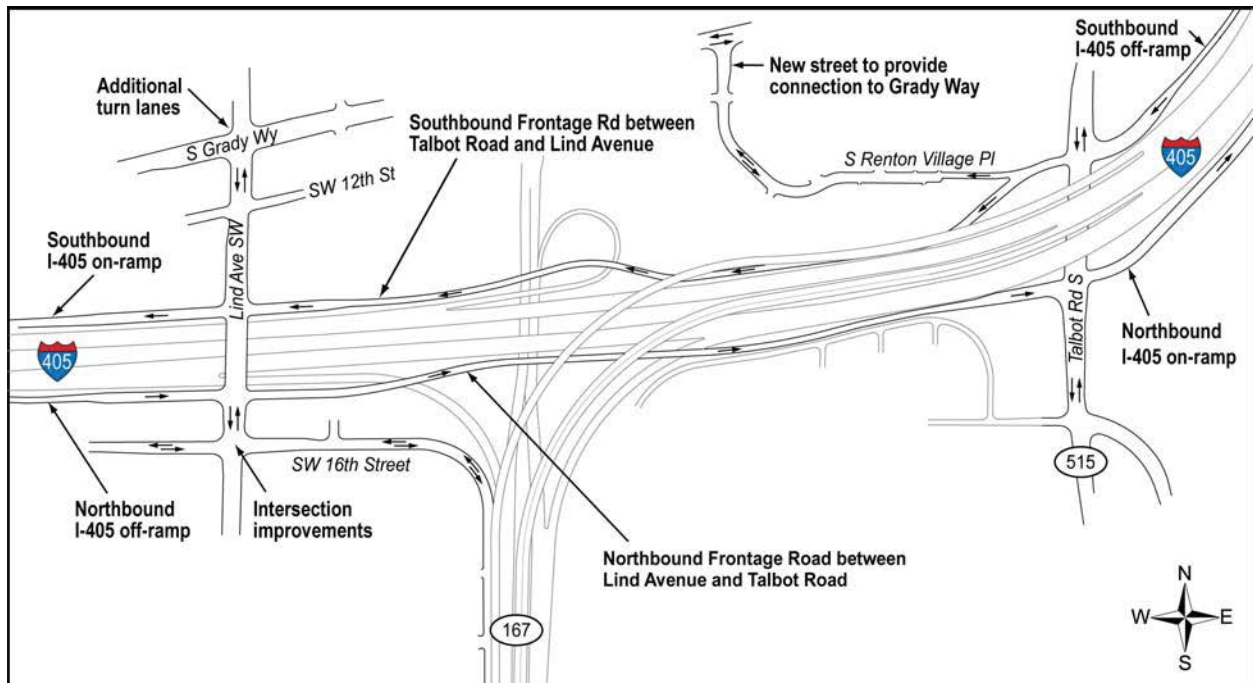 Southbound
I-405 off-ramp
New street to provide
connection to Grady Way
Additional
turn lanes
Southbound Frontage Rd between
Talbot Road and Lind Avenue
S Grady Wy
SW 12th St
S Renton Village Pl
405
Southbound
I-405 on-ramp
Lind Ave SW
Talbot Rd S
Northbound
I-405 on-ramp
405
SW 16th Street
515
Northbound
I-405 off-ramp
Intersection
improvements
Northbound Frontage Road between
Lind Avenue and Talbot Road
167
N
W
E
S